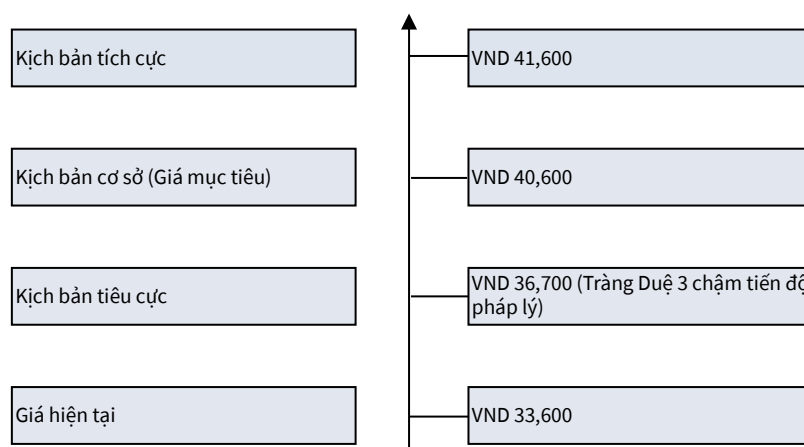 Kịch bản tích cực
VND 41,600
Kịch bản cơ sở (Giá mục tiêu)
VND 40,600
Kịch bản tiêu cực
VND 36,700 (Tràng Duệ 3 chậm tiến độ
pháp lý)
Giá hiện tại
VND 33,600